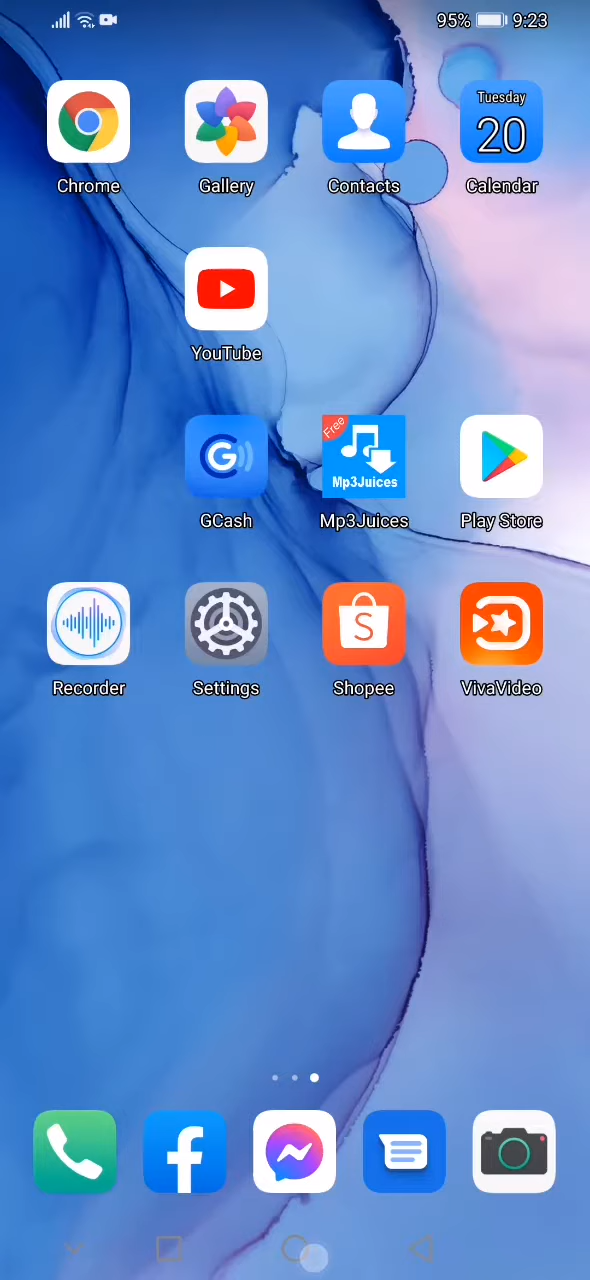 95% 9:23
Tuesday
20
Chrome Gallery Contacts Calendar
YouTube
G
Free
Mp3Juices
GCash Mp3Juices Play Store
S
Recorder Settings Shopee VivaVideo
f